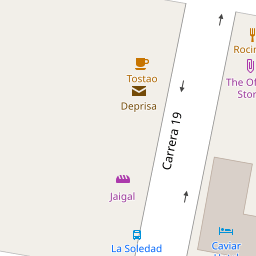 Rocin
Tostao
The Of
Stor
Deprisa
Carrera 19
Jaigal
La Soledad
Caviar